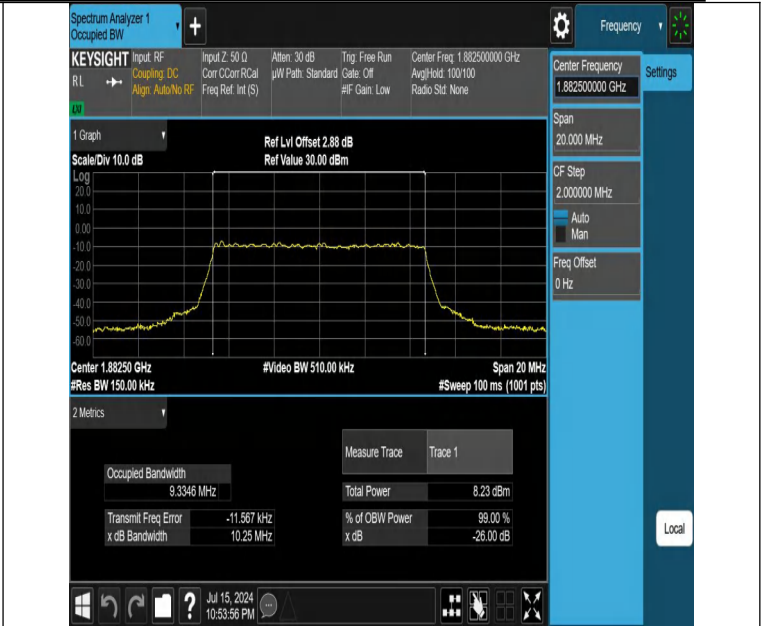 Spectrum Analyzer 1
Occupied BW
+
Frequency
KEYSIGHT
RL
LXI
Input: RF
Coupling: DC
Align: Auto/No RF
Input Z: 50 Ω
Corr CCorr RCal
Freq Ref: Int (S)
Atten: 30 dB
µW Path: Standard
Trig: Free Run
Gate: Off
#IF Gain: Low
Center Freq: 1.882500000 GHz
Avg|Hold: 100/100
Radio Std: None
Center Frequency
1.882500000 GHz
Settings
Span
20.000 MHz
CF Step
2.000000 MHz
Auto
Man
Freq Offset
0 Hz
1 Graph
Scale/Div 10.0 dB
Ref Lvl Offset 2.88 dB
Ref Value 30.00 dBm
Log
20.0
10.0
0.00
-10.0
-20.0
-30.0
-40.0
-50.0
-60.0
Center 1.88250 GHz
#Res BW 150.00 kHz
#Video BW 510.00 kHz
Span 20 MHz
#Sweep 100 ms (1001 pts)
2 Metrics
Measure Trace Trace 1
Occupied Bandwidth
9.3346 MHz
Total Power 8.23 dBm
Transmit Freq Error -11.567 kHz
% of OBW Power 99.00 %
x dB Bandwidth 10.25 MHz
x dB -26.00 dB
Local
?
Jul 15, 2024
10:53:56 PM